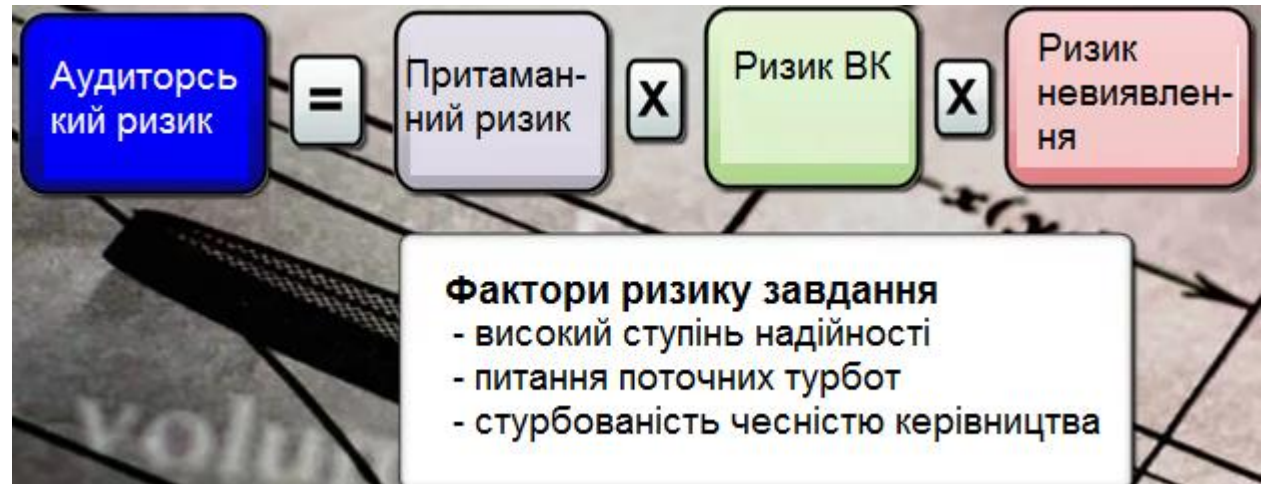 Аудиторсь
кий ризик
=
Притаман-
ний ризик
X
Ризик ВК
X
Ризик
невиявлен-
ня
Фактори ризику завдання
- високий ступінь надійності
- питання поточних турбот
- стурбованість чесністю керівництва
volu